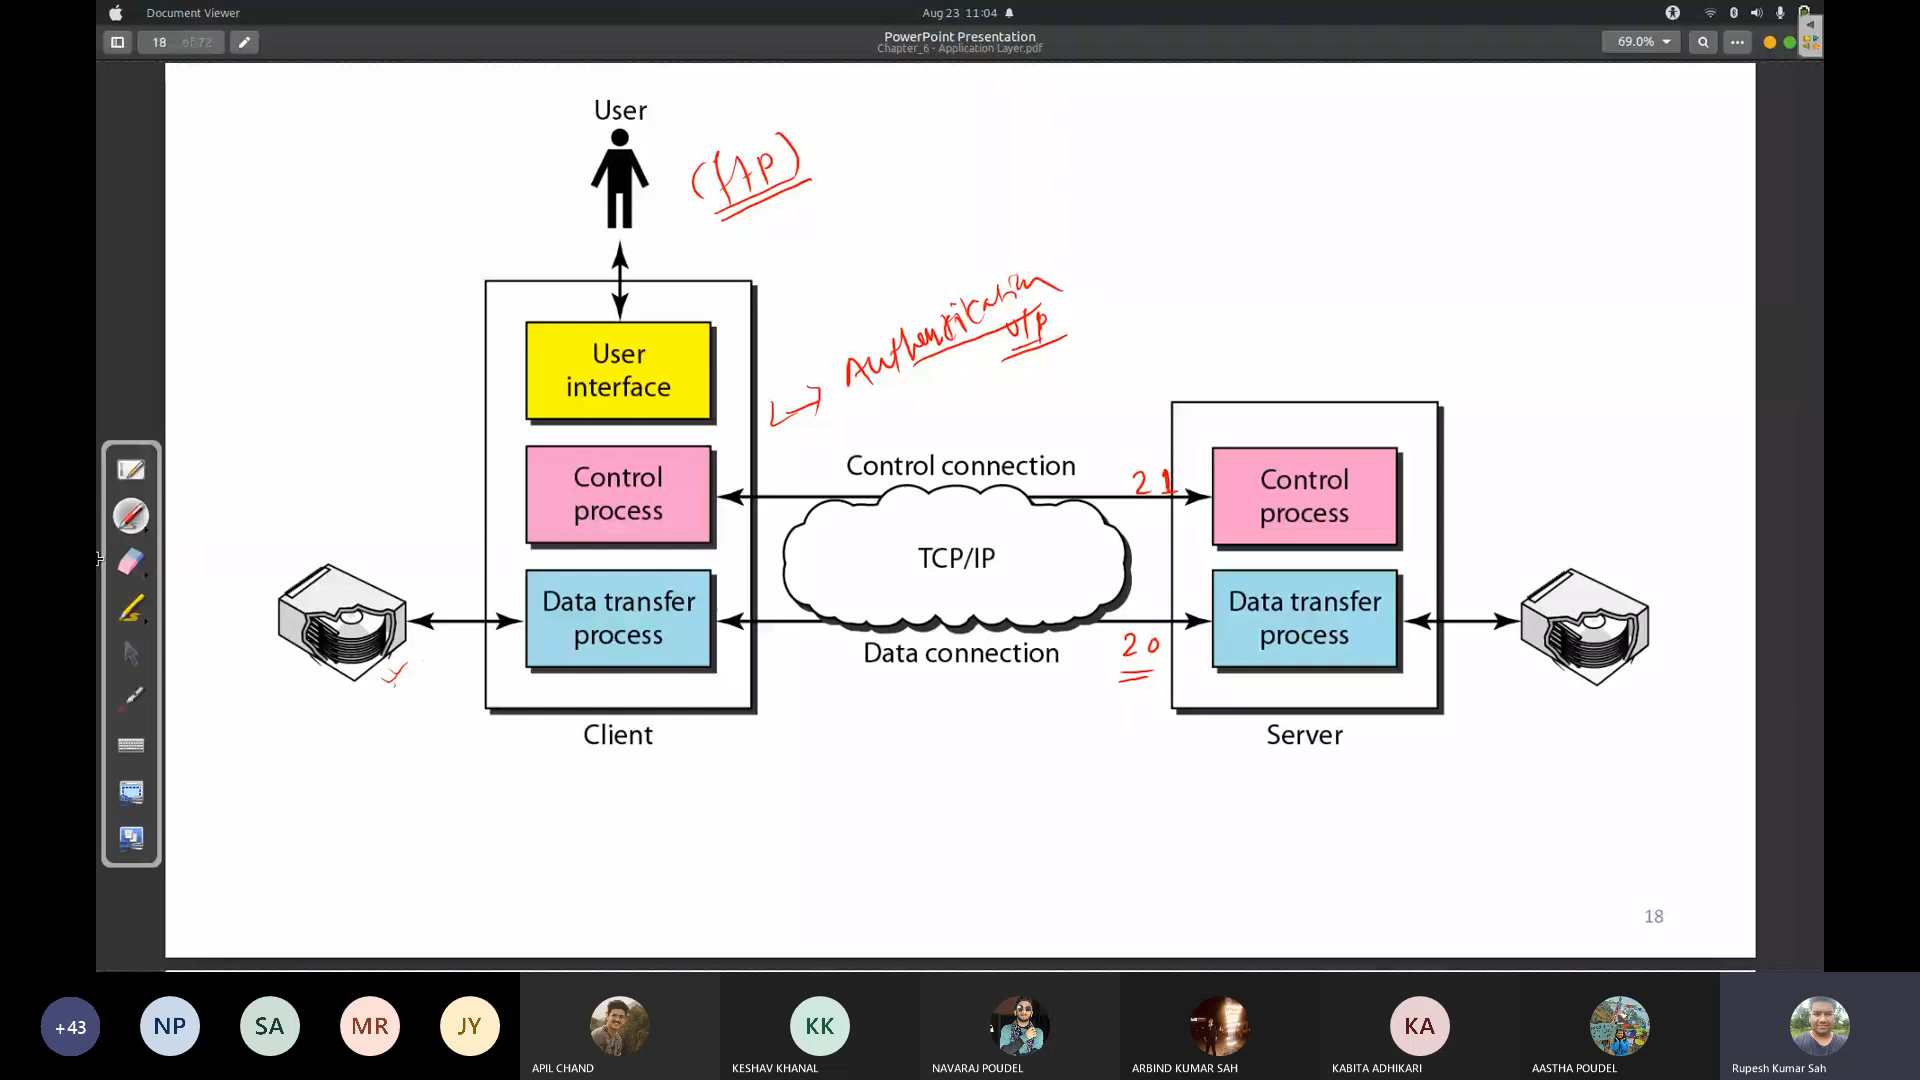 Document Viewer
Aug 23 11:04
18 of 72
PowerPoint Presentation
Chapter_6 - Application Layer.pdf
69.0%
User
(ftp)
Authentication
u/p
User
interface
Control
process
Control connection
21
Control
process
TCP/IP
Data transfer
process
Data connection
20
Data transfer
process
Client
Server
18
+43
NP
SA
MR
JY
KK
KA
APIL CHAND
KESHAV KHANAL
NAVARAJ POUDEL
ARBIND KUMAR SAH
KABITA ADHIKARI
AASTHA POUDEL
Rupesh Kumar Sah